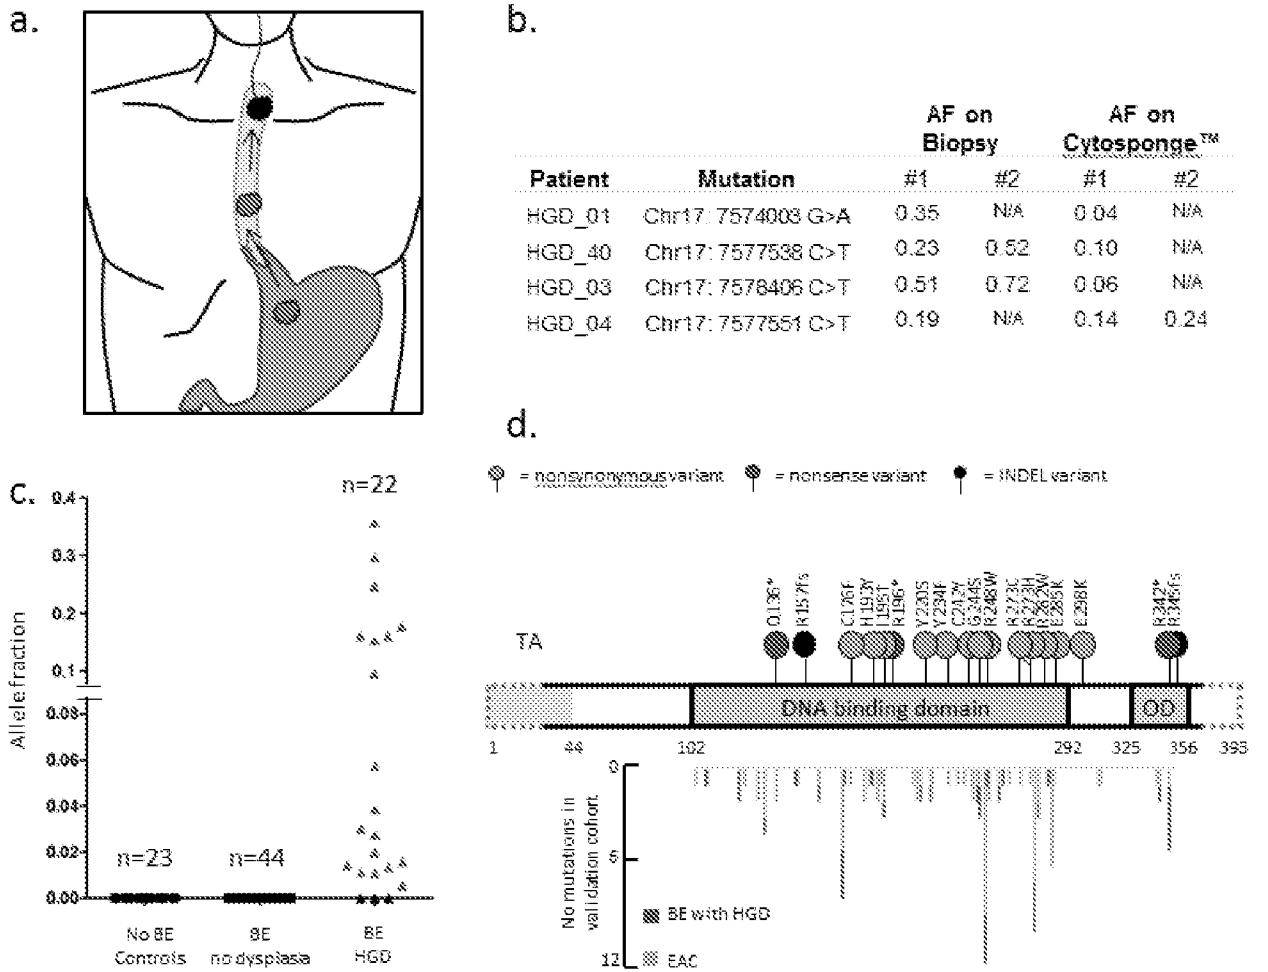 a.
b.
AF on Biopsy
AF on Cytosponge™
Patient Mutation #1 #2 #1 #2
HGD_01 Chr17: 7574003 G>A 0.35 N/A 0.04 N/A
HGD_40 Chr17: 7577538 C>T 0.23 0.52 0.10 N/A
HGD_03 Chr17: 7578406 C>T 0.51 0.72 0.06 N/A
HGD_04 Chr17: 7577551 C>T 0.19 N/A 0.14 0.24
c.
Allele fraction
0.4
0.3
0.2
0.1
0.08
0.06
0.04
0.02
0.00
n=23
n=44
n=22
No BE Controls
BE no dysplasia
BE HGD
d.
= nonsynonymous variant
= nonsense variant
= INDEL variant
Q136*
R157fs
C176F
H193Y
I195T
R196*
Y220S
Y234F
C242Y
G244S
R248W
R273C
R273H
R282W
E285K
E298K
R342*
R345fs
TA
DNA binding domain
OD
1 44 102 292 325 356 393
No mutations in
validation cohort
0
6
12
BE with HGD
EAC